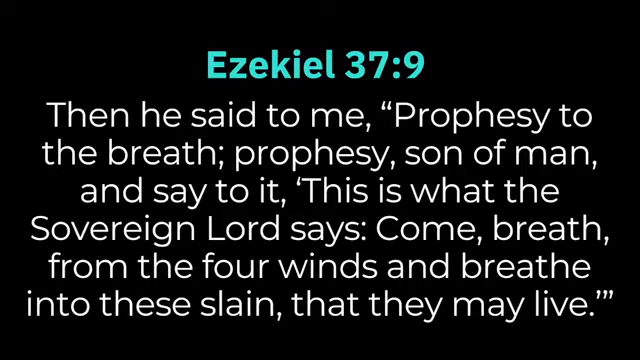 Ezekiel 37:9
Then he said to me, “Prophesy to
the breath; prophesy, son of man,
and say to it, ‘This is what the
Sovereign Lord says: Come, breath,
from the four winds and breathe
into these slain, that they may live.’”